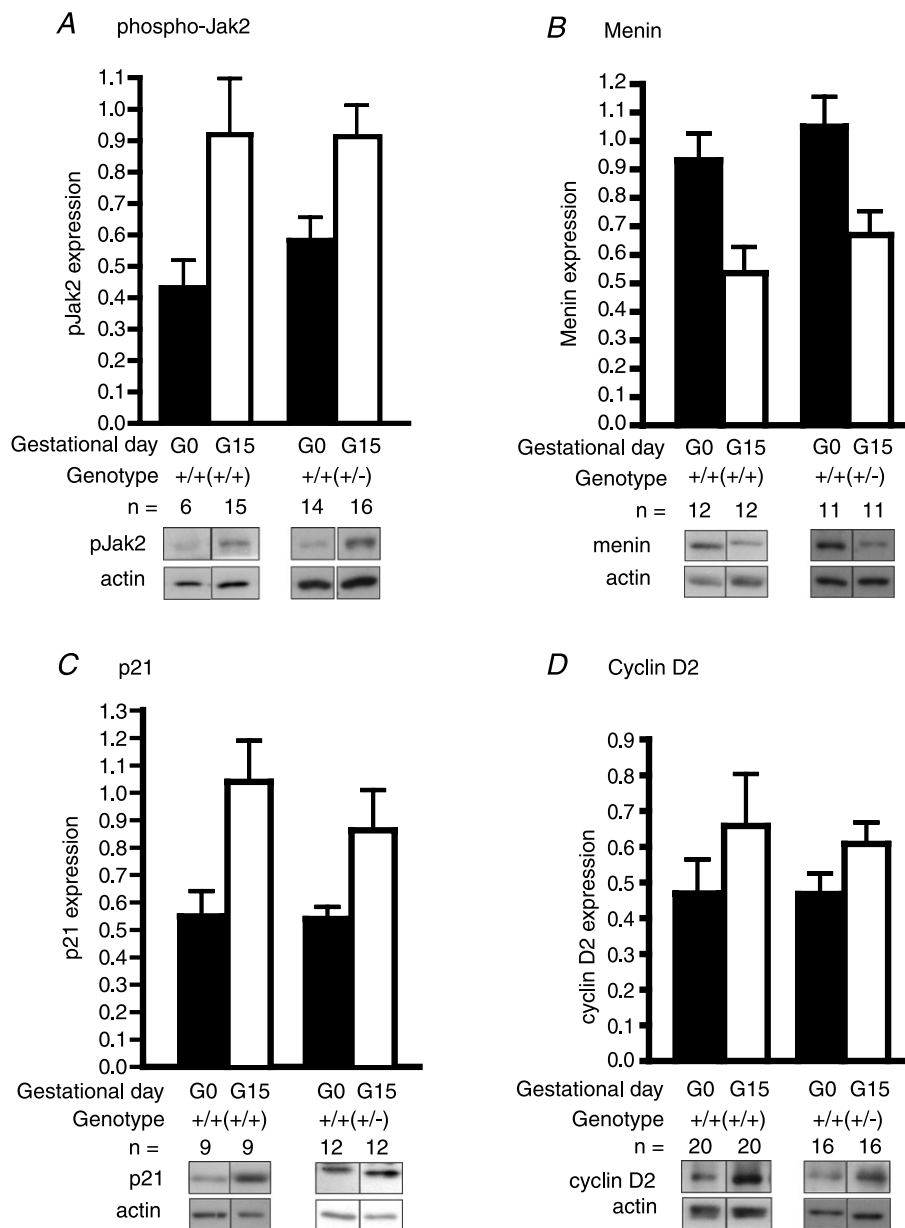 A phospho-Jak2
1.1
1.0
0.9
0.8
0.7
0.6
0.5
0.4
0.3
0.2
0.1
0.0
pJak2 expression
Gestational day G0 G15 G0 G15
Genotype +/+(+/+) +/+(+/-)
n = 6 15 14 16
pJak2
actin
B Menin
1.2
1.1
1.0
0.9
0.8
0.7
0.6
0.5
0.4
0.3
0.2
0.1
0.0
Menin expression
Gestational day G0 G15 G0 G15
Genotype +/+(+/+) +/+(+/-)
n = 12 12 11 11
menin
actin
C p21
1.3
1.2
1.1
1.0
0.9
0.8
0.7
0.6
0.5
0.4
0.3
0.2
0.1
0.0
p21 expression
Gestational day G0 G15 G0 G15
Genotype +/+(+/+) +/+(+/-)
n = 9 9 12 12
p21
actin
D Cyclin D2
0.9
0.8
0.7
0.6
0.5
0.4
0.3
0.2
0.1
0.0
cyclin D2 expression
Gestational day G0 G15 G0 G15
Genotype +/+(+/+) +/+(+/-)
n = 20 20 16 16
cyclin D2
actin